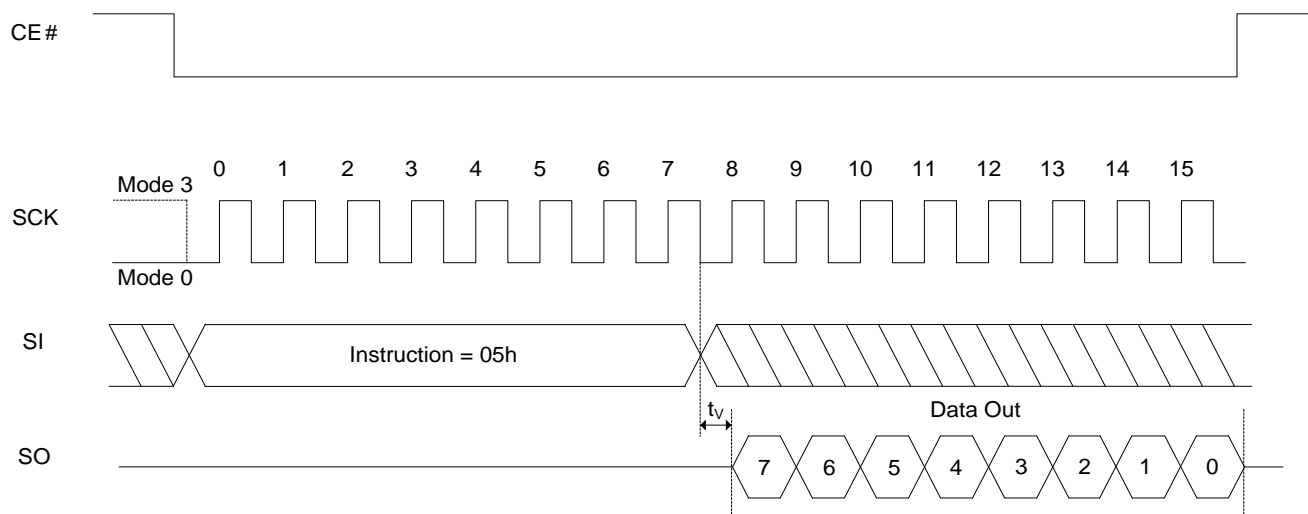 CE#
0 1 2 3 4 5 6 7 8 9 10 11 12 13 14 15
Mode 3
SCK
Mode 0
SI
Instruction = 05h
tV
Data Out
SO
7 6 5 4 3 2 1 0